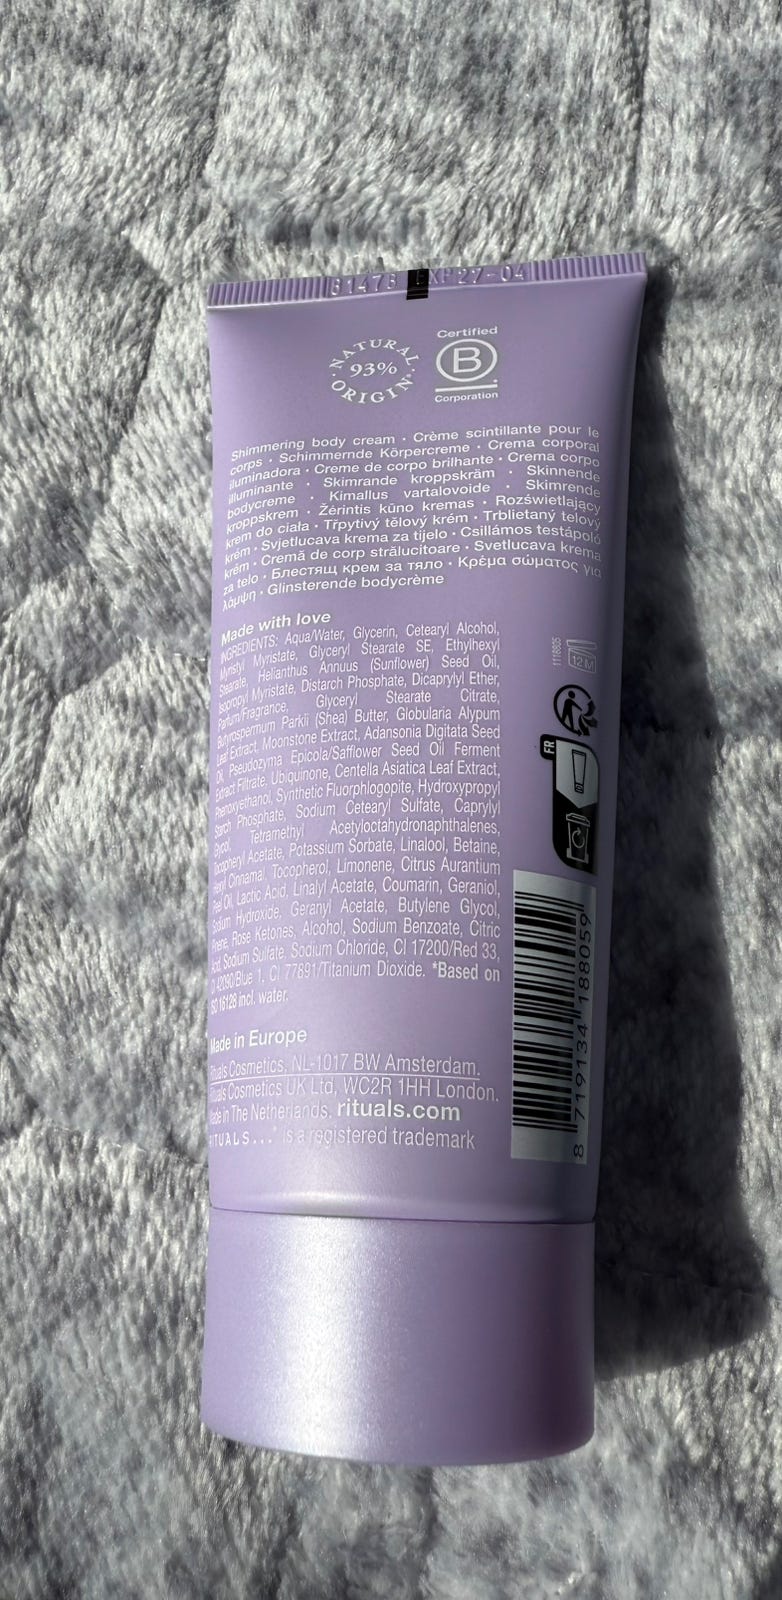 81478 EXP27-04
NATURAL
93%
ORIGIN*
Certified
B
Corporation
Shimmering body cream · Crème scintillante pour le
corps · Schimmernde Körpercreme · Crema corporal
iluminadora · Creme de corpo brilhante · Crema corpo
illuminante · Skimrande kroppskräm · Skinnende
bodycreme · Kimallus vartalovoide · Skimrende
kroppskrem · Žėrintis kūno kremas · Rozświetlający
krem do ciała · Třpytivý tělový krém · Trblietaný telový
krém · Svjetlucava krema za tijelo · Csillámos testápoló
krém · Cremă de corp strălucitoare · Svetlucava krema
za telo · Блестящ крем за тяло · Κρέμα σώματος για
λάμψη · Glinsterende bodycrème
Made with love
INGREDIENTS: Aqua/Water, Glycerin, Cetearyl Alcohol,
Myristyl Myristate, Glyceryl Stearate SE, Ethylhexyl
Stearate, Helianthus Annuus (Sunflower) Seed Oil,
Isopropyl Myristate, Distarch Phosphate, Dicaprylyl Ether,
Parfum/Fragrance, Glyceryl Stearate Citrate,
Butyrospermum Parkii (Shea) Butter, Globularia Alypum
Leaf Extract, Moonstone Extract, Adansonia Digitata Seed
Oil, Pseudozyma Epicola/Safflower Seed Oil Ferment
Extract Filtrate, Ubiquinone, Centella Asiatica Leaf Extract,
Phenoxyethanol, Synthetic Fluorphlogopite, Hydroxypropyl
Starch Phosphate, Sodium Cetearyl Sulfate, Caprylyl
Glycol, Tetramethyl Acetyloctahydronaphthalenes,
Tocopheryl Acetate, Potassium Sorbate, Linalool, Betaine,
Hexyl Cinnamal, Tocopherol, Limonene, Citrus Aurantium
Peel Oil, Lactic Acid, Linalyl Acetate, Coumarin, Geraniol,
Sodium Hydroxide, Geranyl Acetate, Butylene Glycol,
Pinene, Rose Ketones, Alcohol, Sodium Benzoate, Citric
Acid, Sodium Sulfate, Sodium Chloride, CI 17200/Red 33,
CI 42090/Blue 1, CI 77891/Titanium Dioxide. *Based on
ISO 16128 incl. water.
Made in Europe
Rituals Cosmetics, NL-1017 BW Amsterdam.
Rituals Cosmetics UK Ltd, WC2R 1HH London.
Made in The Netherlands. rituals.com
RITUALS...® is a registered trademark
1118805
12 M
FR
8 719134 188059